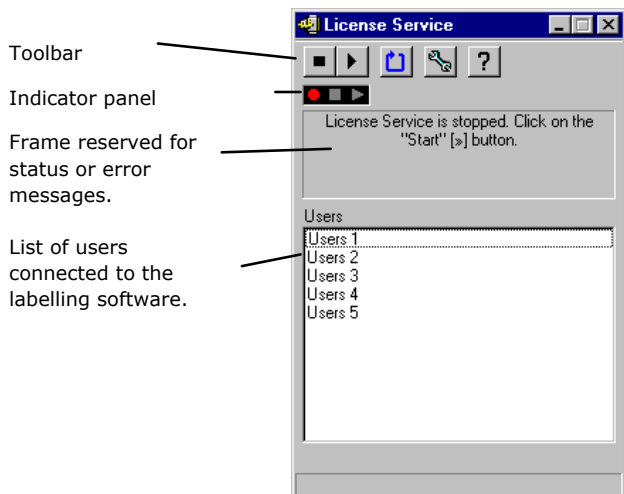 License Service
?
Toolbar
Indicator panel
Frame reserved for
status or error
messages.
License Service is stopped. Click on the
"Start" [»] button.
List of users
connected to the
labelling software.
Users
Users 1
Users 2
Users 3
Users 4
Users 5